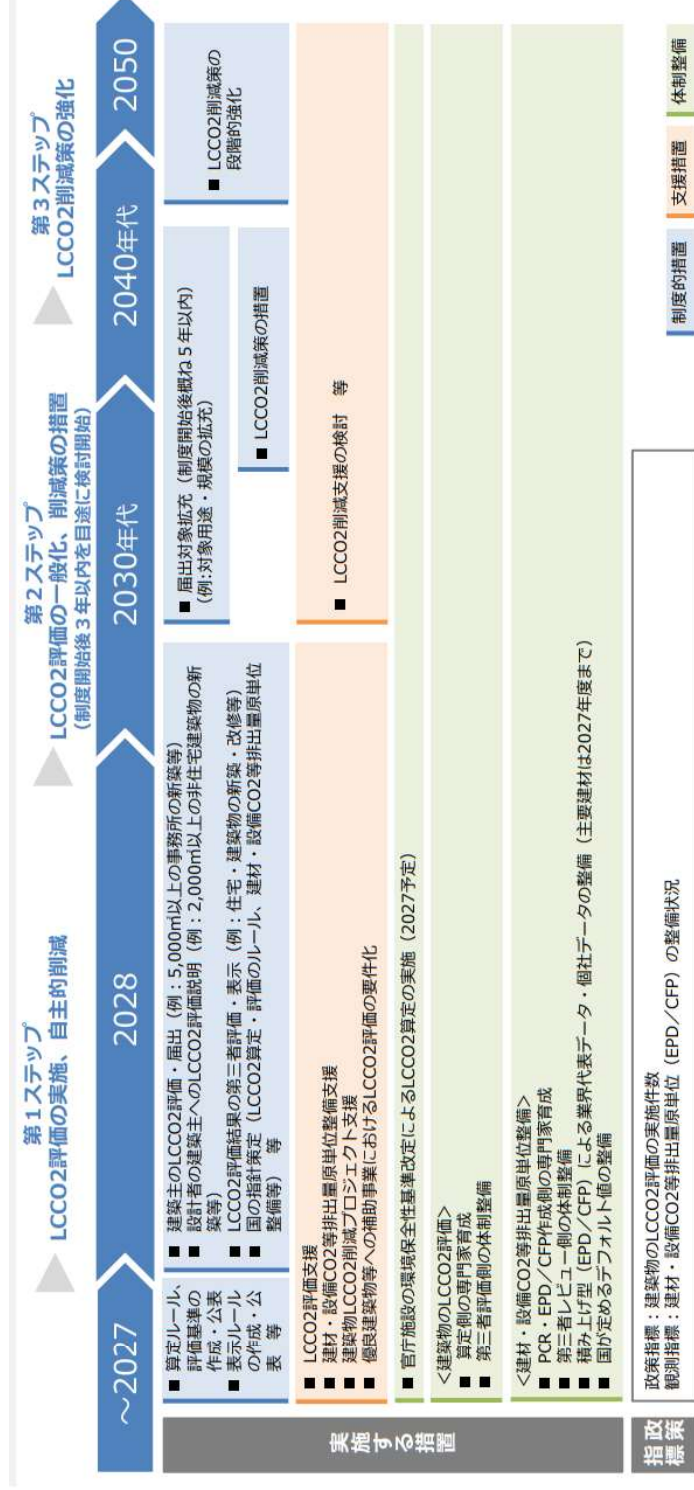 第1ステップ
LCCO2評価の実施、自主的削減
第2ステップ
LCCO2評価の一般化、削減策の措置
(制度開始後3年以内を目途に検討開始)
第3ステップ
LCCO2削減策の強化
~2027
2028
2030年代
2040年代
2050
実施する措置
■ 算定ルール、
評価基準の
作成・公表
■ 表示ルール
の作成・公
表 等
■ 建築主のLCCO2評価・届出(例:5,000㎡以上の事務所の新築等)
■ 設計者の建築主へのLCCO2評価説明(例:2,000㎡以上の非住宅建築物の新
築等)
■ LCCO2評価結果の第三者評価・表示(例:住宅・建築物の新築・改修等)
■ 国の指針策定(LCCO2算定・評価のルール、建材・設備CO2等排出量原単位
整備等) 等
■ 届出対象拡充(制度開始後概ね5年以内)
(例:対象用途・規模の拡充)
■ LCCO2削減策の措置
■ LCCO2削減策の
段階的強化
■ LCCO2評価支援
■ 建材・設備CO2等排出量原単位整備支援
■ 建築物LCCO2削減プロジェクト支援
■ 優良建築物等への補助事業におけるLCCO2評価の要件化
■ LCCO2削減支援の検討 等
■ 官庁施設の環境保全性基準改定によるLCCO2算定の実施(2027予定)
<建築物のLCCO2評価>
■ 算定側の専門家育成
■ 第三者評価側の体制整備
<建材・設備CO2等排出量原単位整備>
■ PCR・EPD/CFP作成側の専門家育成
■ 第三者レビュー側の体制整備
■ 積み上げ型(EPD/CFP)による業界代表データ・個社データの整備(主要建材は2027年度まで)
■ 国が定めるデフォルト値の整備
政策
指標
政策指標:建築物のLCCO2評価の実施件数
観測指標:建材・設備CO2等排出量原単位(EPD/CFP)の整備状況
制度的措置
支援措置
体制整備